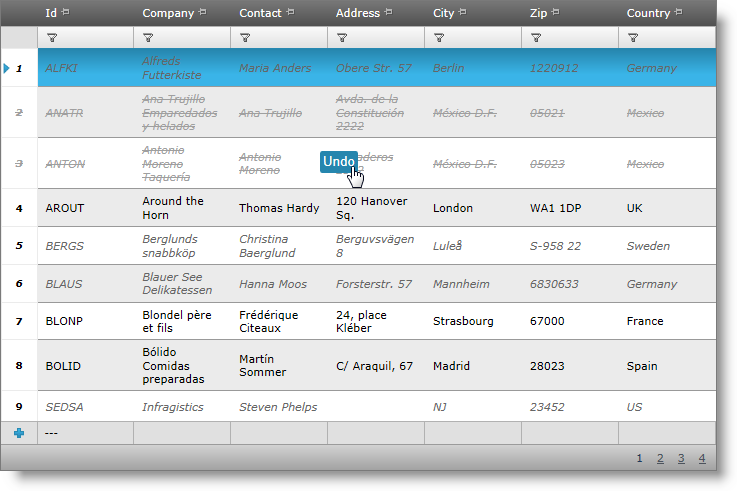 Id Company Contact Address City Zip Country
1 ALFKI Alfreds Futterkiste Maria Anders Obere Str. 57 Berlin 1220912 Germany
2 ANATR Ana Trujillo Emparedados y helados Ana Trujillo Avda. de la Constitución 2222 México D.F. 05021 Mexico
3 ANTON Antonio Moreno Taquería Antonio Moreno México D.F. 05023 Mexico
Undo
4 AROUT Around the Horn Thomas Hardy 120 Hanover Sq. London WA1 1DP UK
5 BERGS Berglunds snabbköp Christina Baerglund Berguvsvägen 8 Luleå S-958 22 Sweden
6 BLAUS Blauer See Delikatessen Hanna Moos Forsterstr. 57 Mannheim 6830633 Germany
7 BLONP Blondel père et fils Frédérique Citeaux 24, place Kléber Strasbourg 67000 France
8 BOLID Bólido Comidas preparadas Martín Sommer C/ Araquil, 67 Madrid 28023 Spain
9 SEDSA Infragistics Steven Phelps NJ 23452 US
---
1 2 3 4